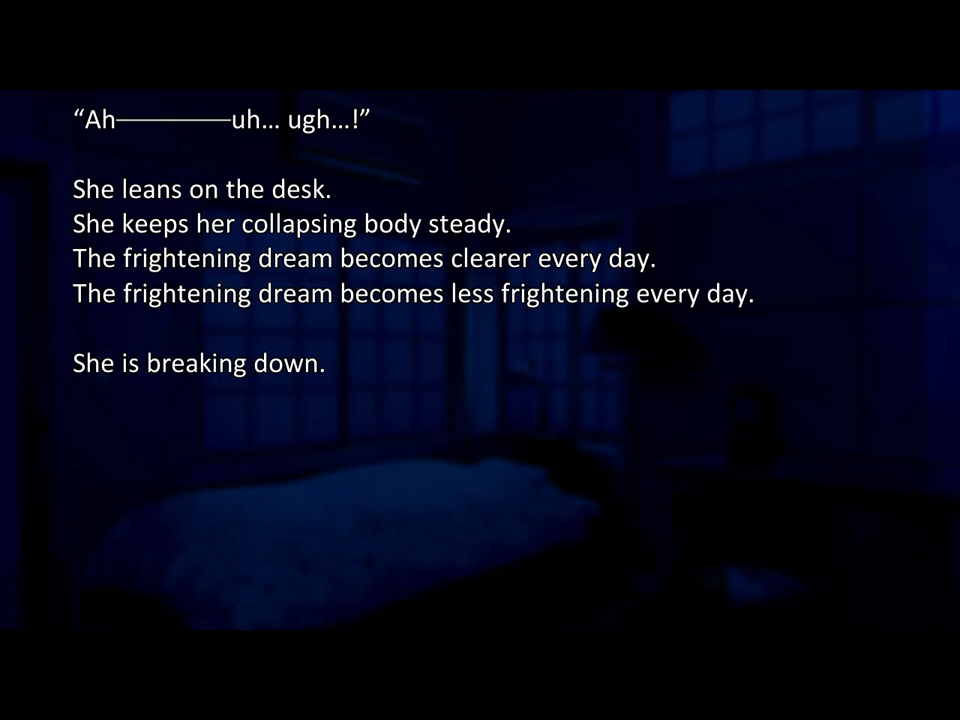 “Ah————uh… ugh…!”
She leans on the desk.
She keeps her collapsing body steady.
The frightening dream becomes clearer every day.
The frightening dream becomes less frightening every day.
She is breaking down.